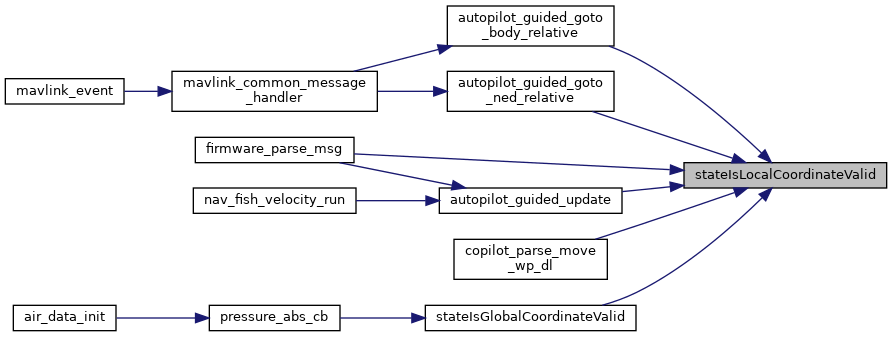 autopilot_guided_goto
_body_relative
mavlink_event
mavlink_common_message
_handler
autopilot_guided_goto
_ned_relative
firmware_parse_msg
stateIsLocalCoordinateValid
nav_fish_velocity_run
autopilot_guided_update
copilot_parse_move
_wp_dl
air_data_init
pressure_abs_cb
stateIsGlobalCoordinateValid